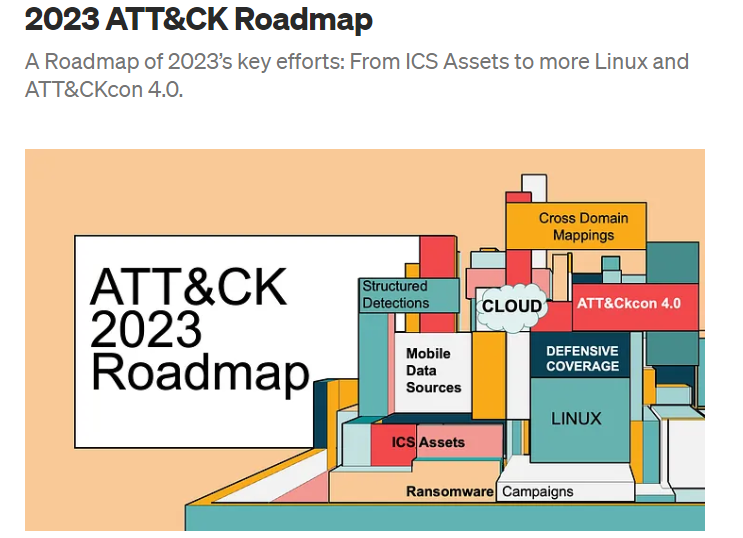 2023 ATT&CK Roadmap
A Roadmap of 2023’s key efforts: From ICS Assets to more Linux and
ATT&CKcon 4.0.
ATT&CK
2023
Roadmap
Cross Domain
Mappings
Structured
Detections
CLOUD
ATT&Ckcon 4.0
Mobile
Data
Sources
DEFENSIVE
COVERAGE
LINUX
ICS Assets
Ransomware Campaigns